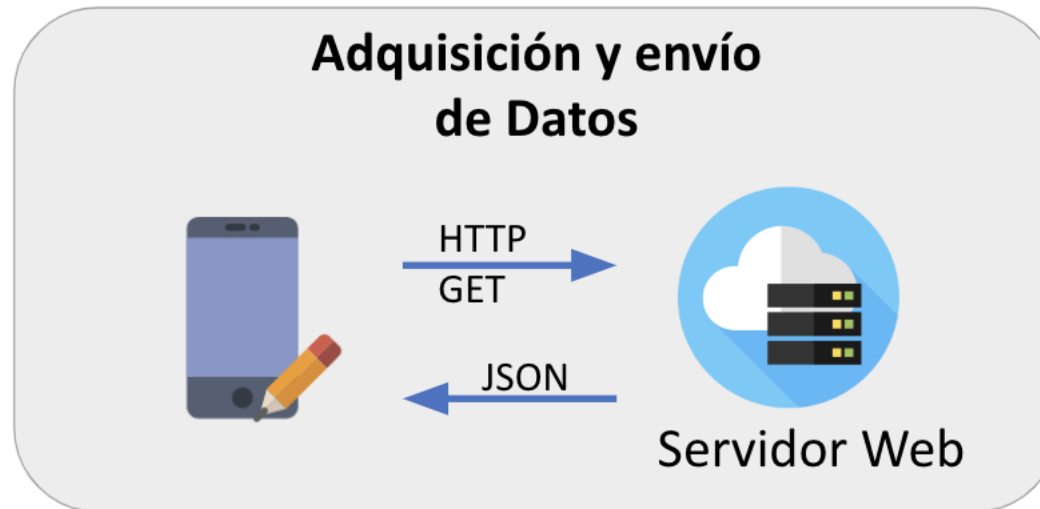 Adquisición y envío
de Datos
HTTP
GET
JSON
Servidor Web